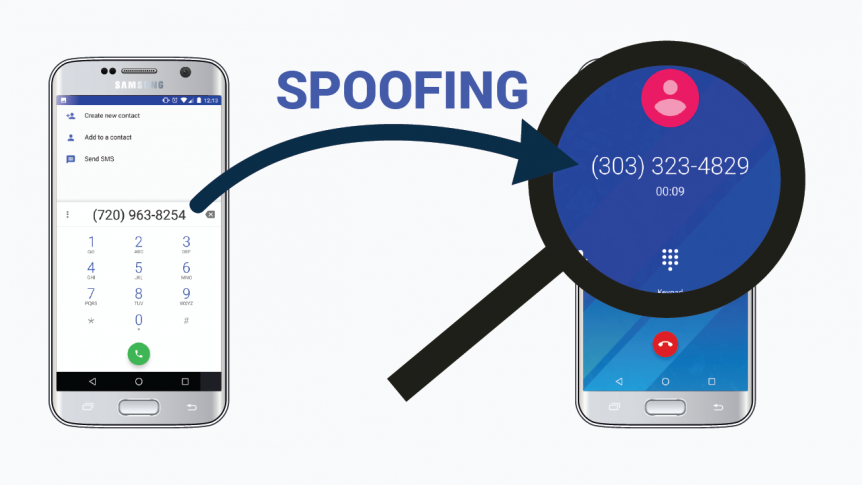 SPOOFING
SAMSUNG
12:13
Create new contact
Add to a contact
Send SMS
(720) 963-8254
1 2 3
ABC DEF
4 5 6
GHI JKL MNO
7 8 9
PQRS TUV WXYZ
* 0 #
+
(303) 323-4829
00:09
Keypad